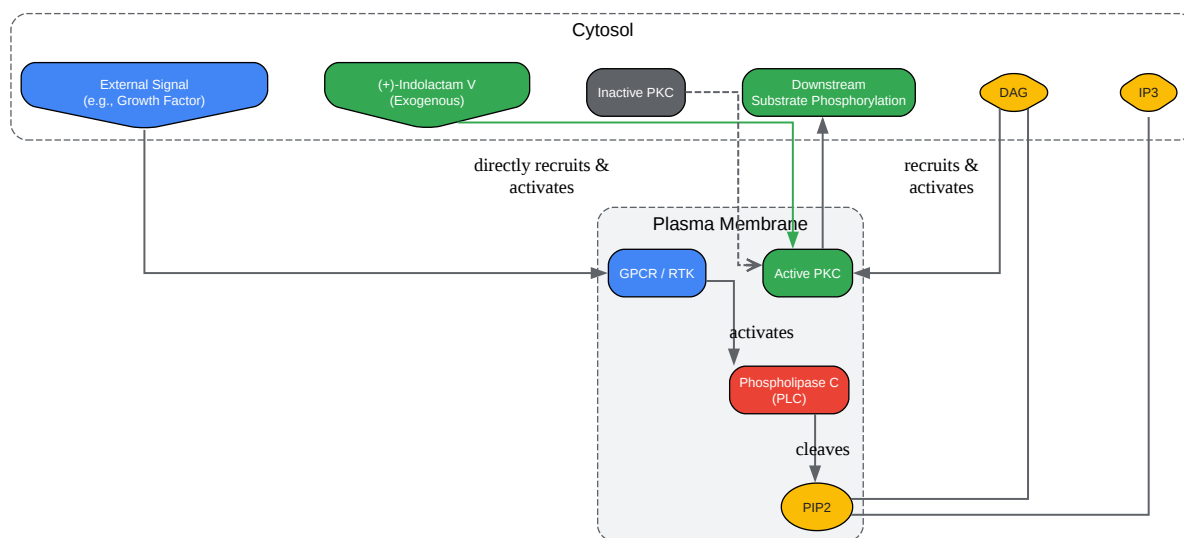 Cytosol
External Signal
(e.g., Growth Factor)
(+)-Indolactam V
(Exogenous)
Inactive PKC
Downstream
Substrate Phosphorylation
DAG
IP3
directly recruits &
activates
recruits &
activates
Plasma Membrane
GPCR / RTK
Active PKC
activates
Phospholipase C
(PLC)
cleaves
PIP2